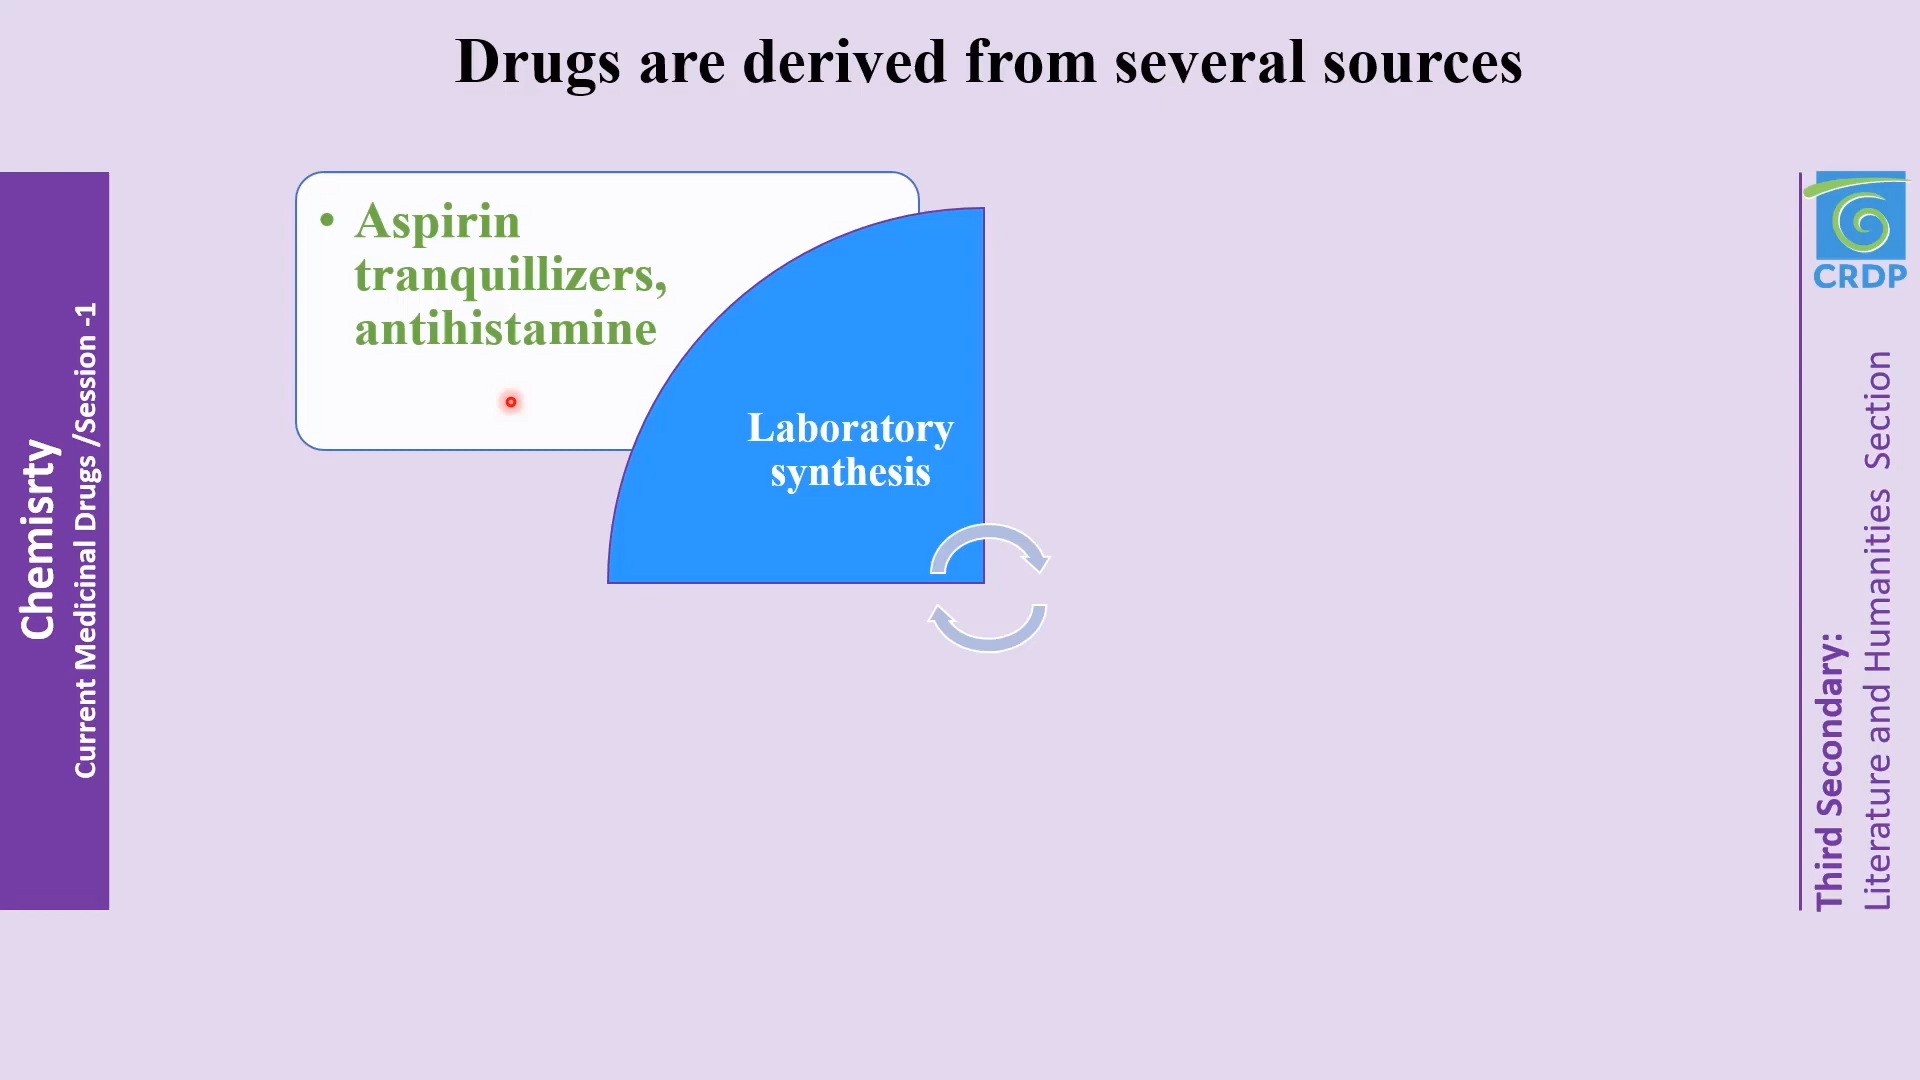 Drugs are derived from several sources
• Aspirin
tranquillizers,
antihistamine
Laboratory
synthesis
Chemisrty
Current Medicinal Drugs /Session -1
CRDP
Third Secondary:
Literature and Humanities Section